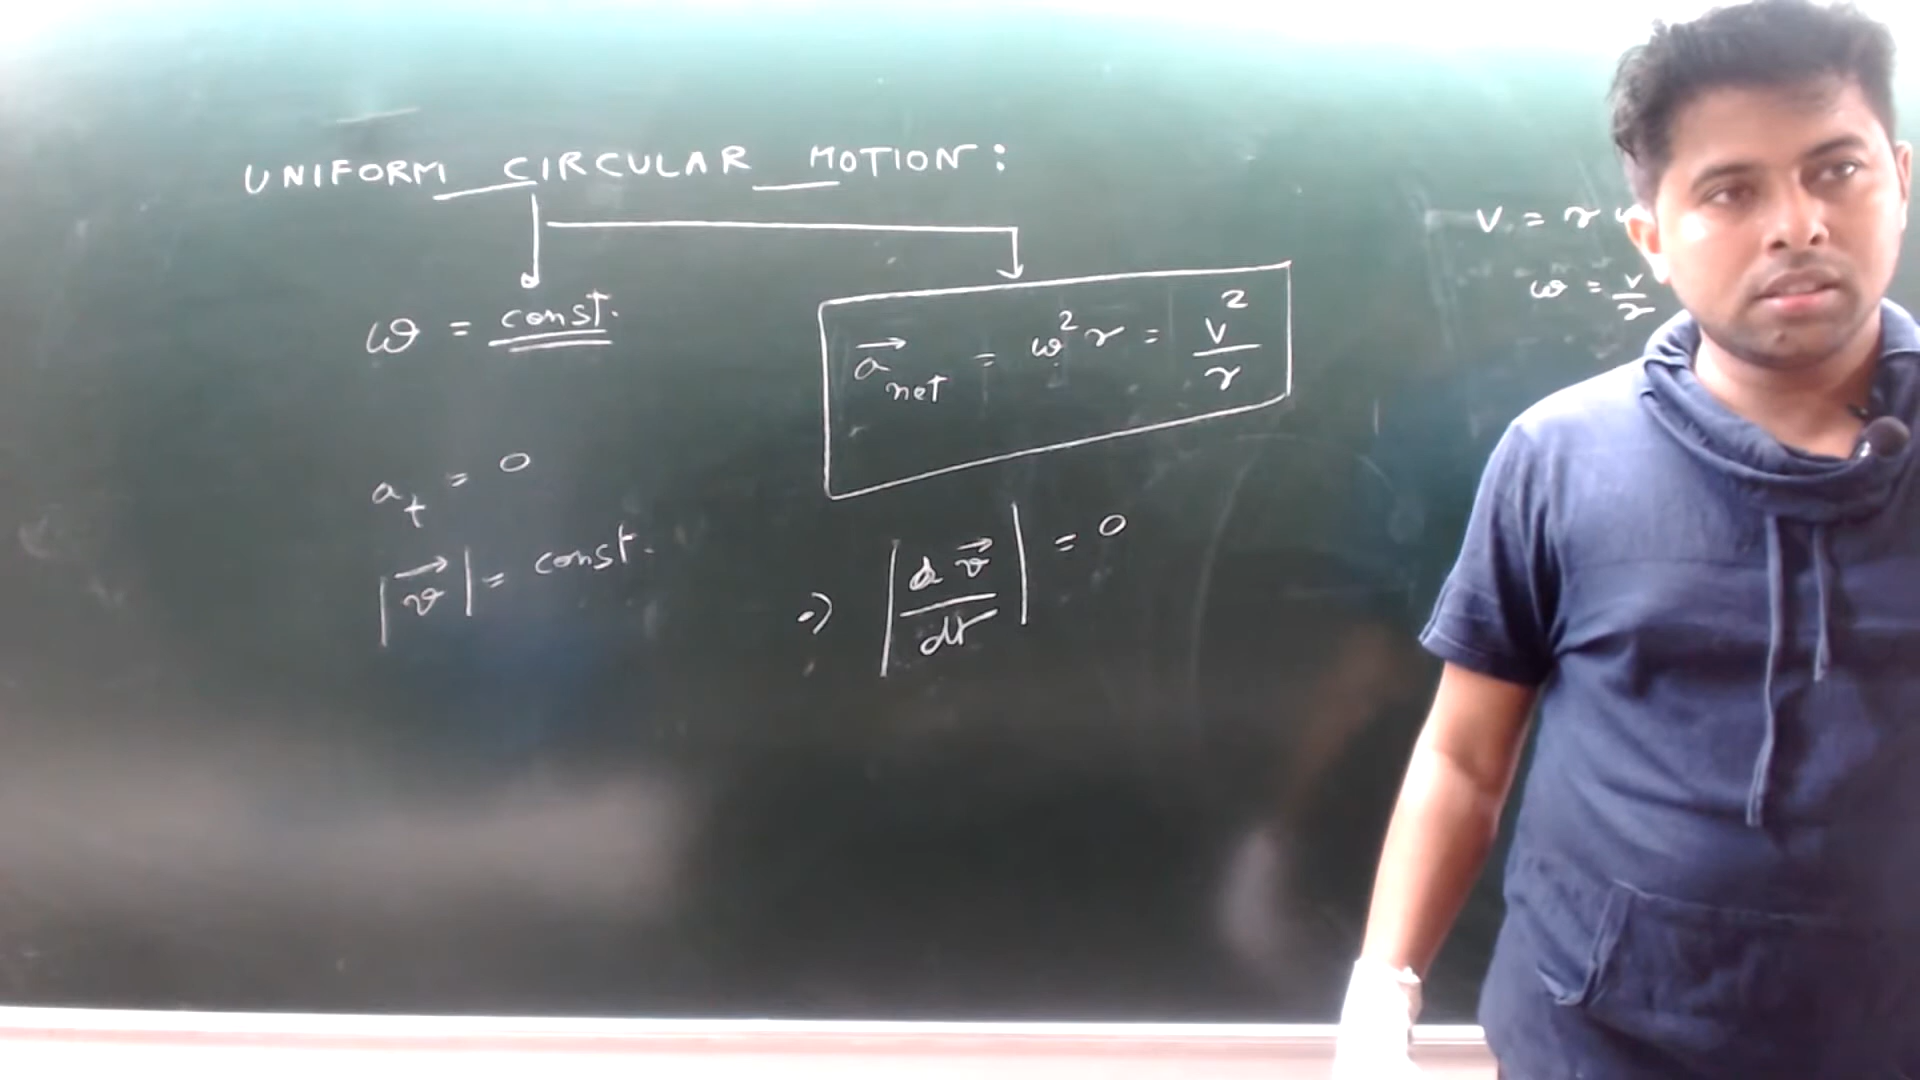 UNIFORM CIRCULAR MOTION:
ω = const.
a⃗net = ω²r = v²/r
v = r
ω = v/r
at = 0
|v⃗| = const.
⇒ |dv⃗/dt| = 0